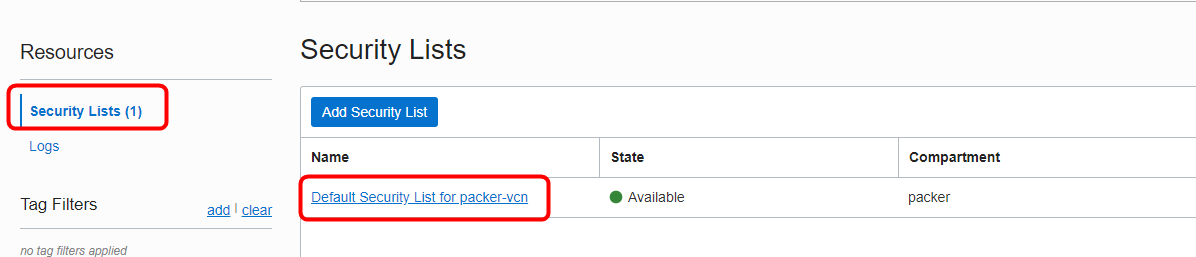 Resources
Security Lists (1)
Logs
Tag Filters add | clear
no tag filters applied
Security Lists
Add Security List
Name State Compartment
Default Security List for packer-vcn Available packer